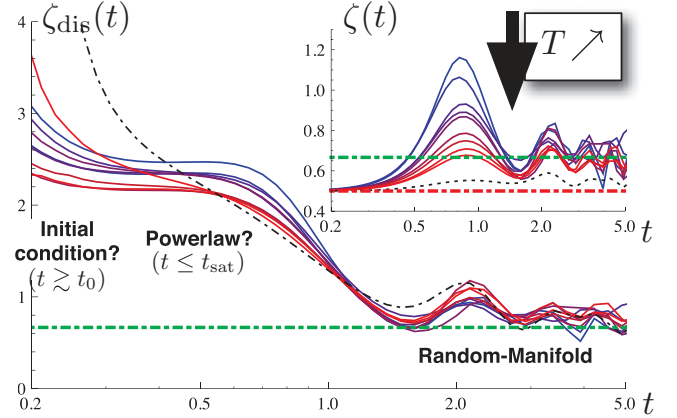 ζ_dis(t)
4
3
2
1
0
Initial
condition?
(t ≳ t₀)
Powerlaw?
(t ≤ t_sat)
Random-Manifold
0.2
0.5
1.0
2.0
5.0
t
ζ(t)
T ↗
1.2
1.0
0.8
0.6
0.4
0.2
0.5
1.0
2.0
5.0
t